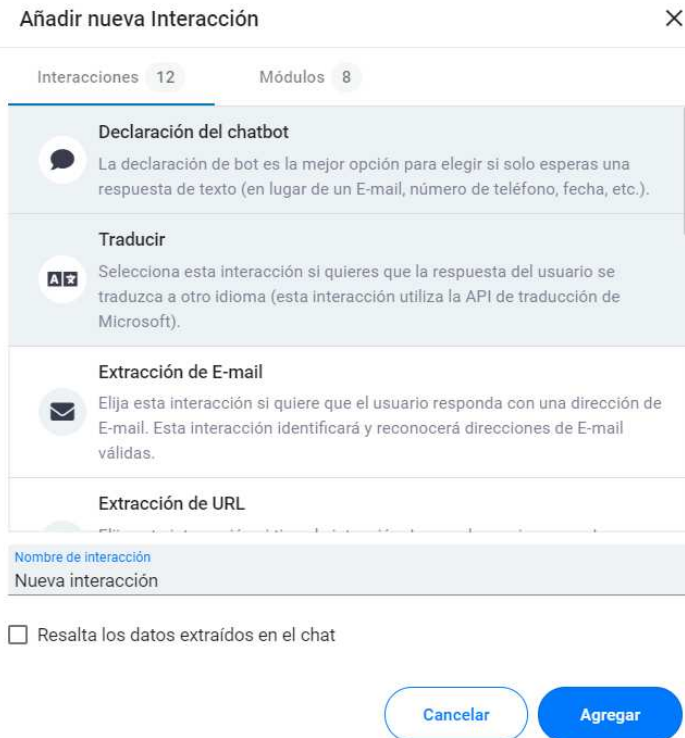 Añadir nueva Interacción
Interacciones 12 Módulos 8
Declaración del chatbot
La declaración de bot es la mejor opción para elegir si solo esperas una
respuesta de texto (en lugar de un E-mail, número de teléfono, fecha, etc.).
Traducir
Selecciona esta interacción si quieres que la respuesta del usuario se
traduzca a otro idioma (esta interacción utiliza la API de traducción de
Microsoft).
Extracción de E-mail
Elija esta interacción si quiere que el usuario responda con una dirección de
E-mail. Esta interacción identificará y reconocerá direcciones de E-mail
válidas.
Extracción de URL
Nombre de interacción
Nueva interacción
Resalta los datos extraídos en el chat
Cancelar Agregar